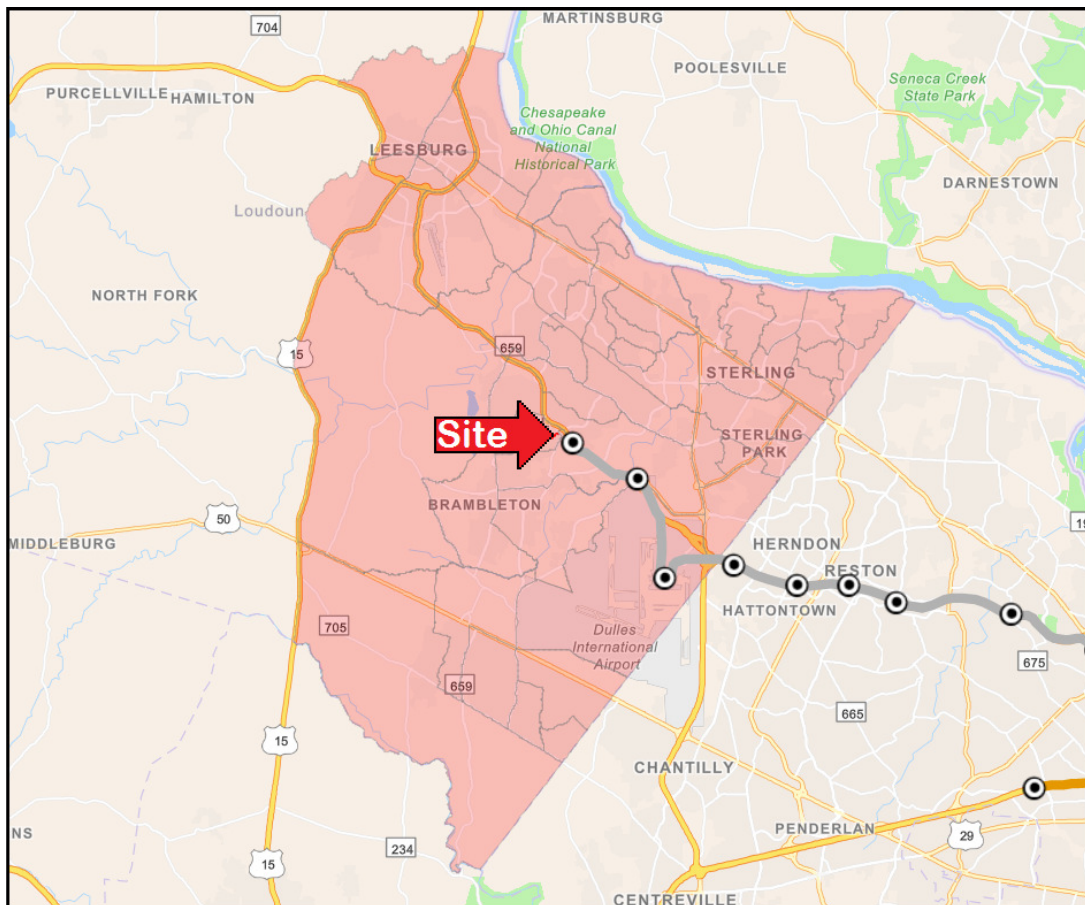 MARTINSBURG
704
POOLESVILLE
Seneca Creek
State Park
PURCELLVILLE
HAMILTON
Chesapeake
and Ohio Canal
National
Historical Park
LEESBURG
DARNESTOWN
Loudoun
NORTH FORK
15
659
STERLING
Site
STERLING
PARK
BRAMBLETON
50
19
MIDDLEBURG
HERNDON
RESTON
HATTONTOWN
705
Dulles
International
Airport
675
659
665
15
15
CHANTILLY
PENDERLAN
29
NS
234
15
CENTREVILLE